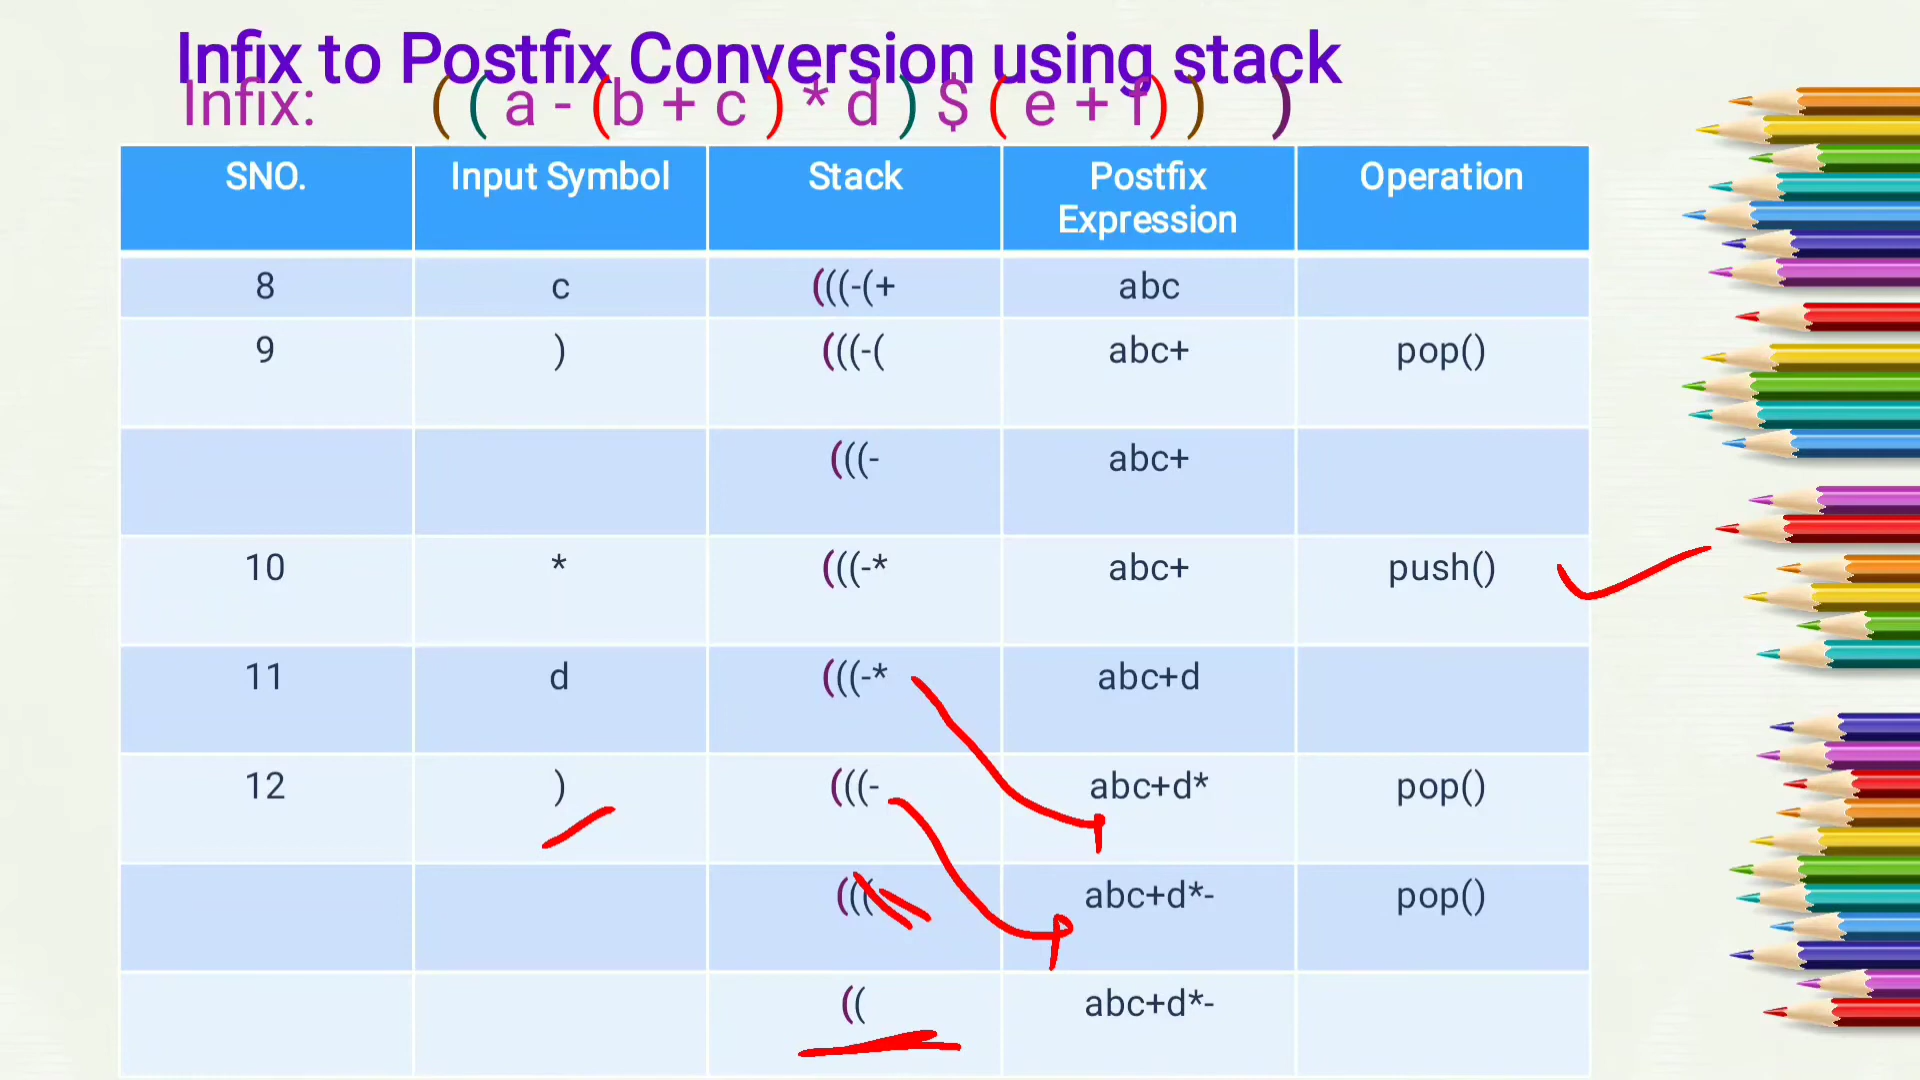 Infix to Postfix Conversion using stack
Infix: ( ( a - (b + c ) * d ) $ ( e + f) ) )
SNO. Input Symbol Stack Postfix Expression Operation
8 c (((-(+ abc
9 ) (((-( abc+ pop()
(((- abc+
10 * (((-* abc+ push()
11 d (((-* abc+d
12 ) (((- abc+d* pop()
((( abc+d*- pop()
(( abc+d*-